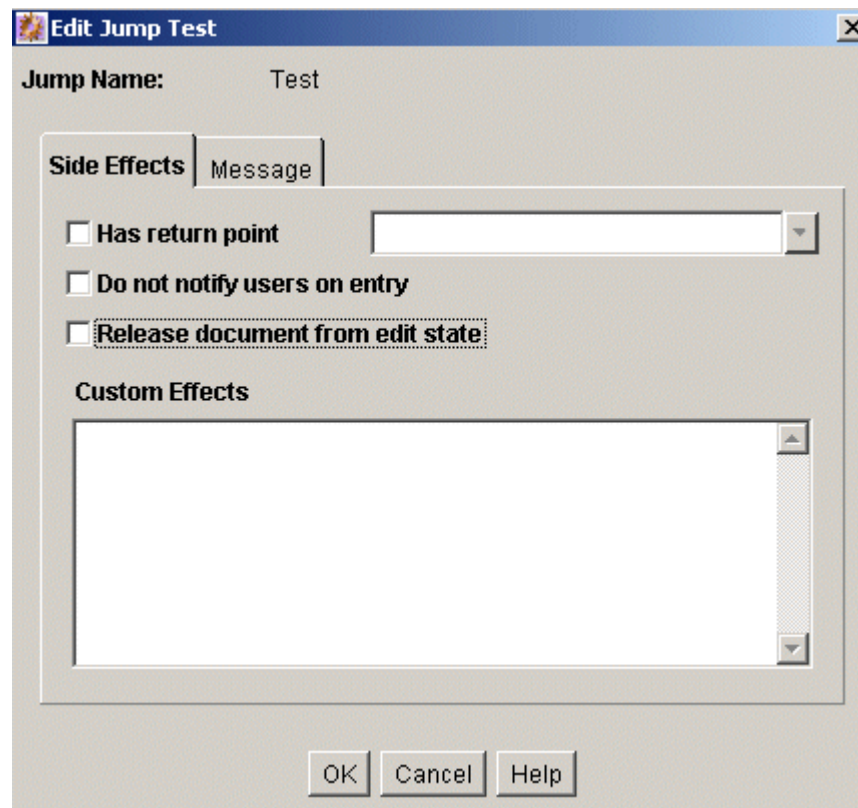 Edit Jump Test
Jump Name: Test
Side Effects Message
Has return point
Do not notify users on entry
Release document from edit state
Custom Effects
OK Cancel Help